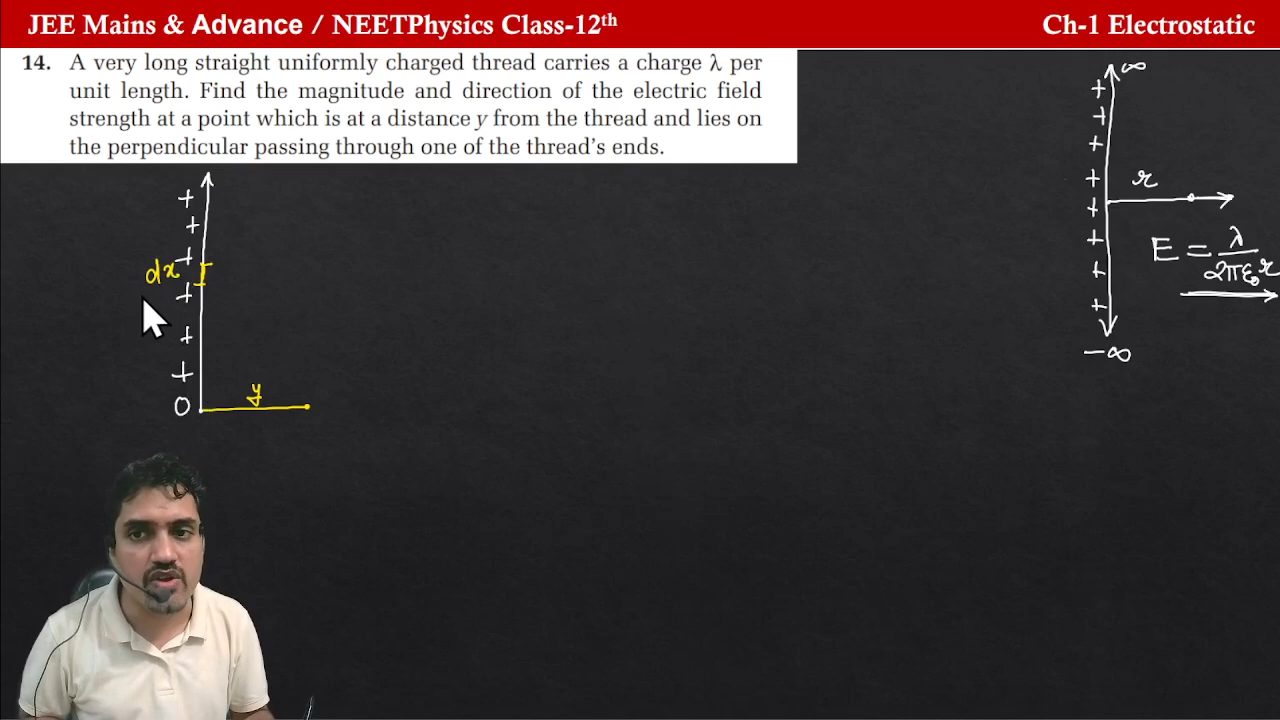 JEE Mains & Advance / NEETPhysics Class-12th
Ch-1 Electrostatic
14. A very long straight uniformly charged thread carries a charge λ per
unit length. Find the magnitude and direction of the electric field
strength at a point which is at a distance y from the thread and lies on
the perpendicular passing through one of the thread's ends.
+
+
+
dx
+
+
+
O
y
∞
+
+
+
+
r
+
+
E = λ/2πε₀r
+
+
-∞